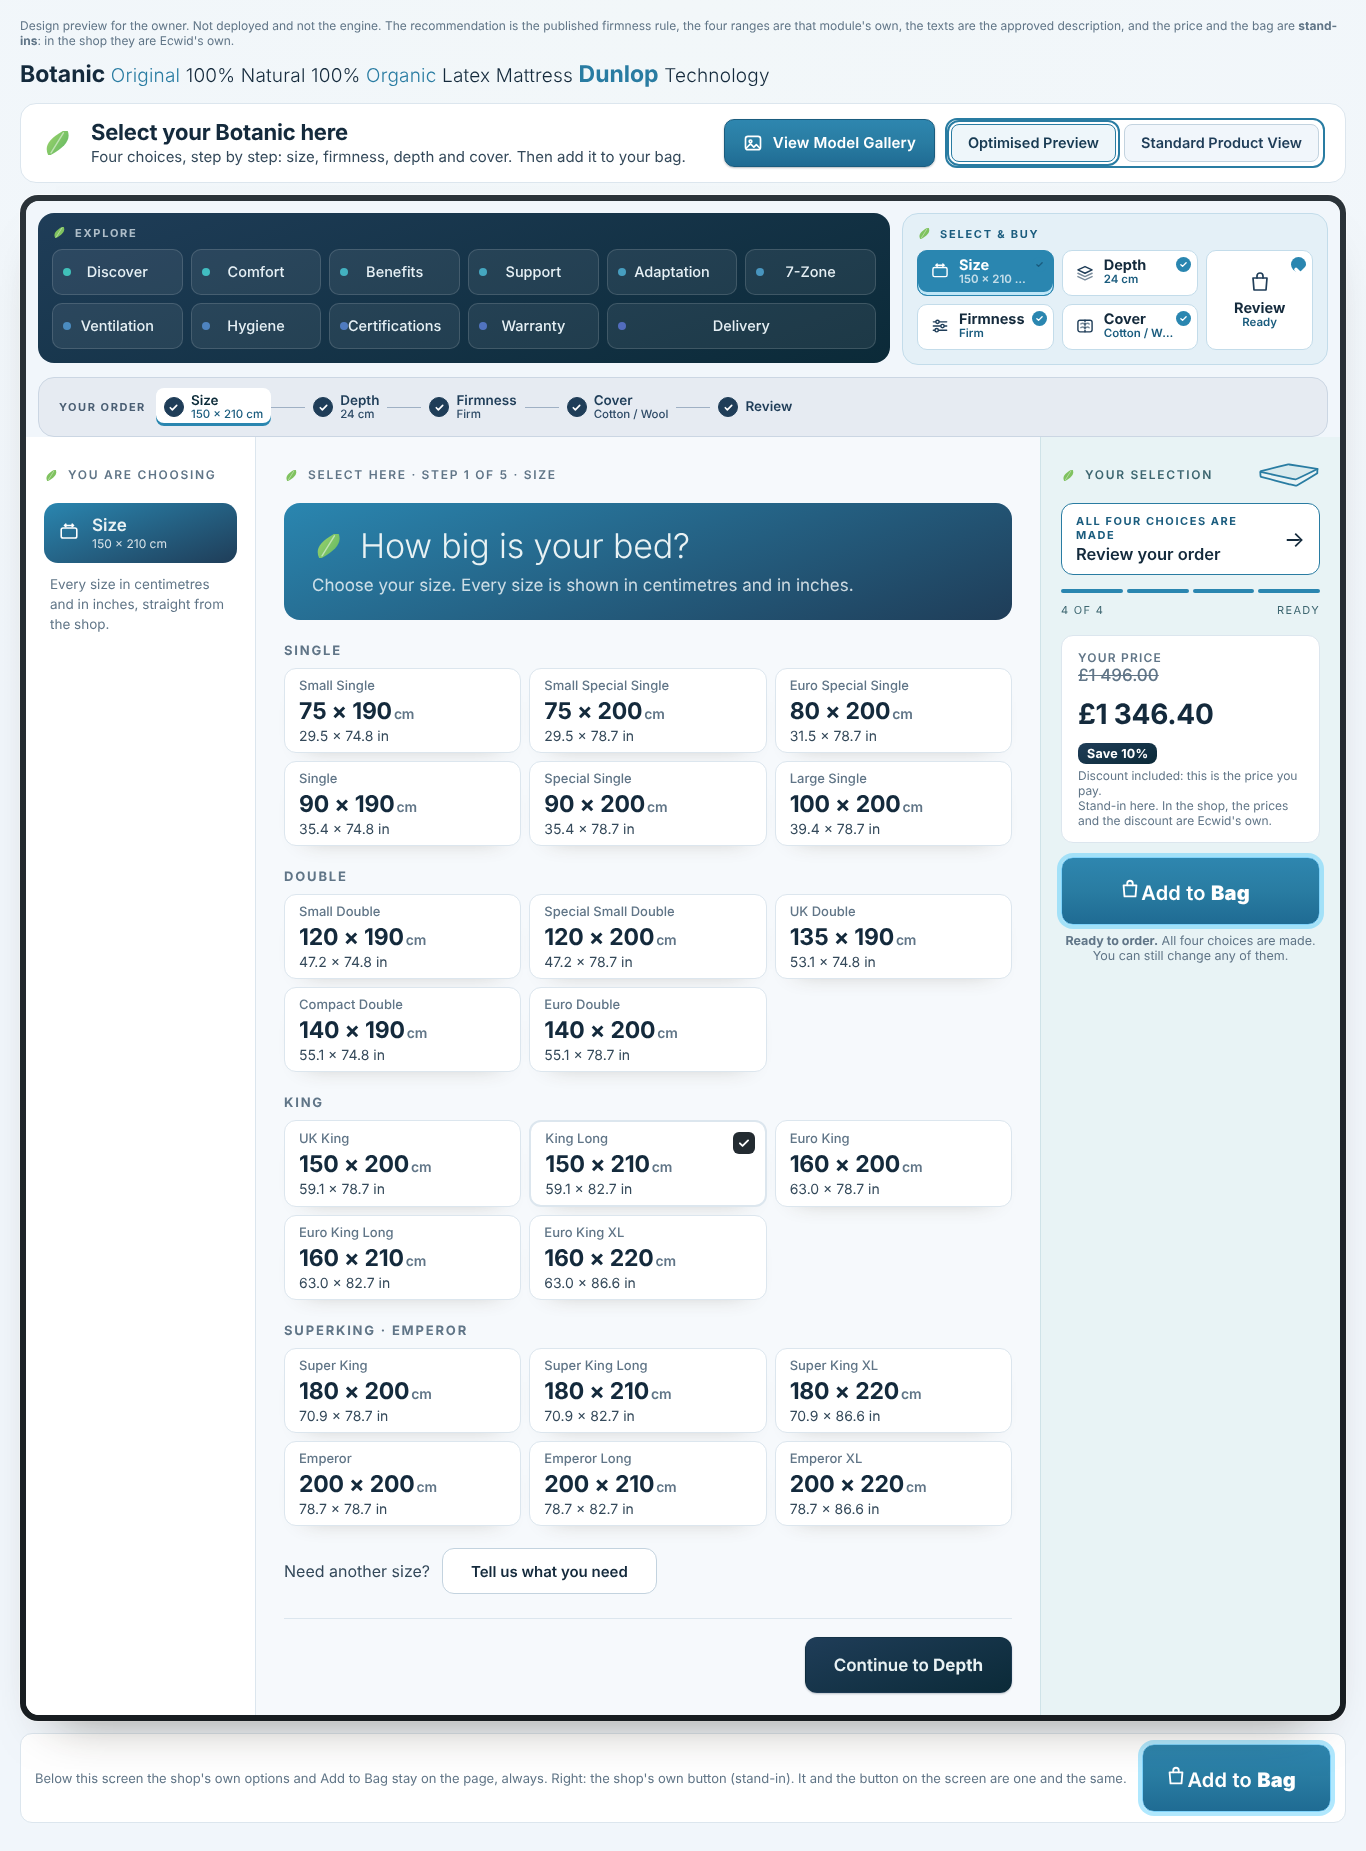 Design preview for the owner. Not deployed and not the engine. The recommendation is the published firmness rule, the four ranges are that module's own, the texts are the approved description, and the price and the bag are stand-
ins: in the shop they are Ecwid's own.
Botanic Original 100% Natural 100% Organic Latex Mattress Dunlop Technology
Select your Botanic here
Four choices, step by step: size, firmness, depth and cover. Then add it to your bag.
View Model Gallery
Optimised Preview
Standard Product View
EXPLORE
Discover
Comfort
Benefits
Support
Adaptation
7-Zone
Ventilation
Hygiene
Certifications
Warranty
Delivery
SELECT & BUY
Size
150 × 210 ...
Depth
24 cm
Firmness
Firm
Cover
Cotton / W...
Review
Ready
YOUR ORDER
Size
150 × 210 cm
Depth
24 cm
Firmness
Firm
Cover
Cotton / Wool
Review
YOU ARE CHOOSING
Size
150 × 210 cm
Every size in centimetres
and in inches, straight from
the shop.
SELECT HERE · STEP 1 OF 5 · SIZE
How big is your bed?
Choose your size. Every size is shown in centimetres and in inches.
SINGLE
Small Single
75 × 190 cm
29.5 × 74.8 in
Small Special Single
75 × 200 cm
29.5 × 78.7 in
Euro Special Single
80 × 200 cm
31.5 × 78.7 in
Single
90 × 190 cm
35.4 × 74.8 in
Special Single
90 × 200 cm
35.4 × 78.7 in
Large Single
100 × 200 cm
39.4 × 78.7 in
DOUBLE
Small Double
120 × 190 cm
47.2 × 74.8 in
Special Small Double
120 × 200 cm
47.2 × 78.7 in
UK Double
135 × 190 cm
53.1 × 74.8 in
Compact Double
140 × 190 cm
55.1 × 74.8 in
Euro Double
140 × 200 cm
55.1 × 78.7 in
KING
UK King
150 × 200 cm
59.1 × 78.7 in
King Long
150 × 210 cm
59.1 × 82.7 in
Euro King
160 × 200 cm
63.0 × 78.7 in
Euro King Long
160 × 210 cm
63.0 × 82.7 in
Euro King XL
160 × 220 cm
63.0 × 86.6 in
SUPERKING · EMPEROR
Super King
180 × 200 cm
70.9 × 78.7 in
Super King Long
180 × 210 cm
70.9 × 82.7 in
Super King XL
180 × 220 cm
70.9 × 86.6 in
Emperor
200 × 200 cm
78.7 × 78.7 in
Emperor Long
200 × 210 cm
78.7 × 82.7 in
Emperor XL
200 × 220 cm
78.7 × 86.6 in
Need another size?
Tell us what you need
Continue to Depth
YOUR SELECTION
ALL FOUR CHOICES ARE
MADE
Review your order
4 OF 4
READY
YOUR PRICE
£1 496.00
£1 346.40
Save 10%
Discount included: this is the price you
pay.
Stand-in here. In the shop, the prices
and the discount are Ecwid's own.
Add to Bag
Ready to order. All four choices are made.
You can still change any of them.
Below this screen the shop's own options and Add to Bag stay on the page, always. Right: the shop's own button (stand-in). It and the button on the screen are one and the same.
Add to Bag